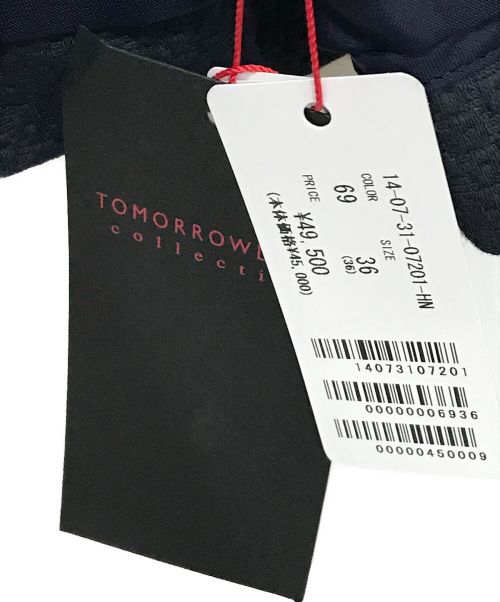 TOMORROWL
collecti
14-07-31-07201-HN
COLOR SIZE
69 36
(36)
PRICE ¥49,500
(本体価格¥45,000)
14073107201
00000006936
00000450009